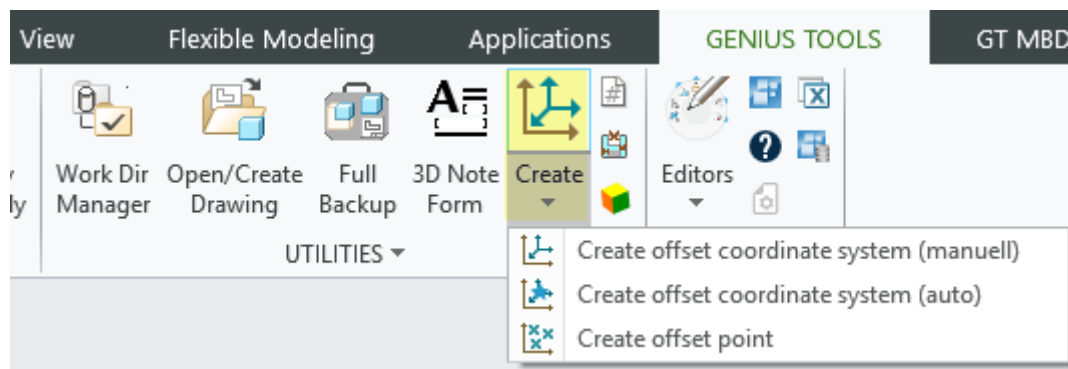 View Flexible Modeling Applications GENIUS TOOLS GT MBD
Work Dir Manager
Open/Create Drawing
Full Backup
3D Note Form
Create
Editors
UTILITIES
Create offset coordinate system (manuell)
Create offset coordinate system (auto)
Create offset point